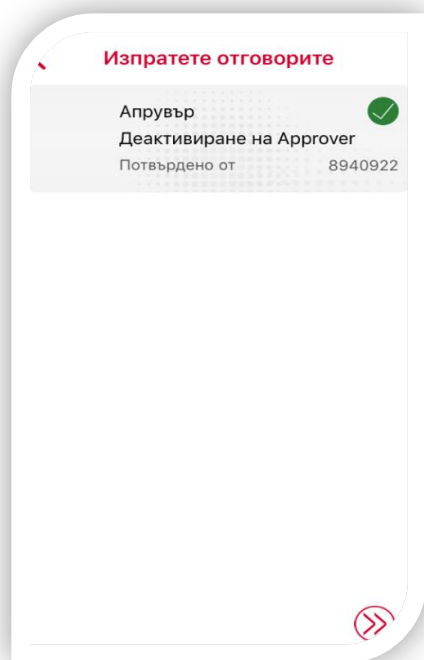 Изпратете отговорите
Апрувър
Деактивиране на Approver
Потвърдено от 8940922